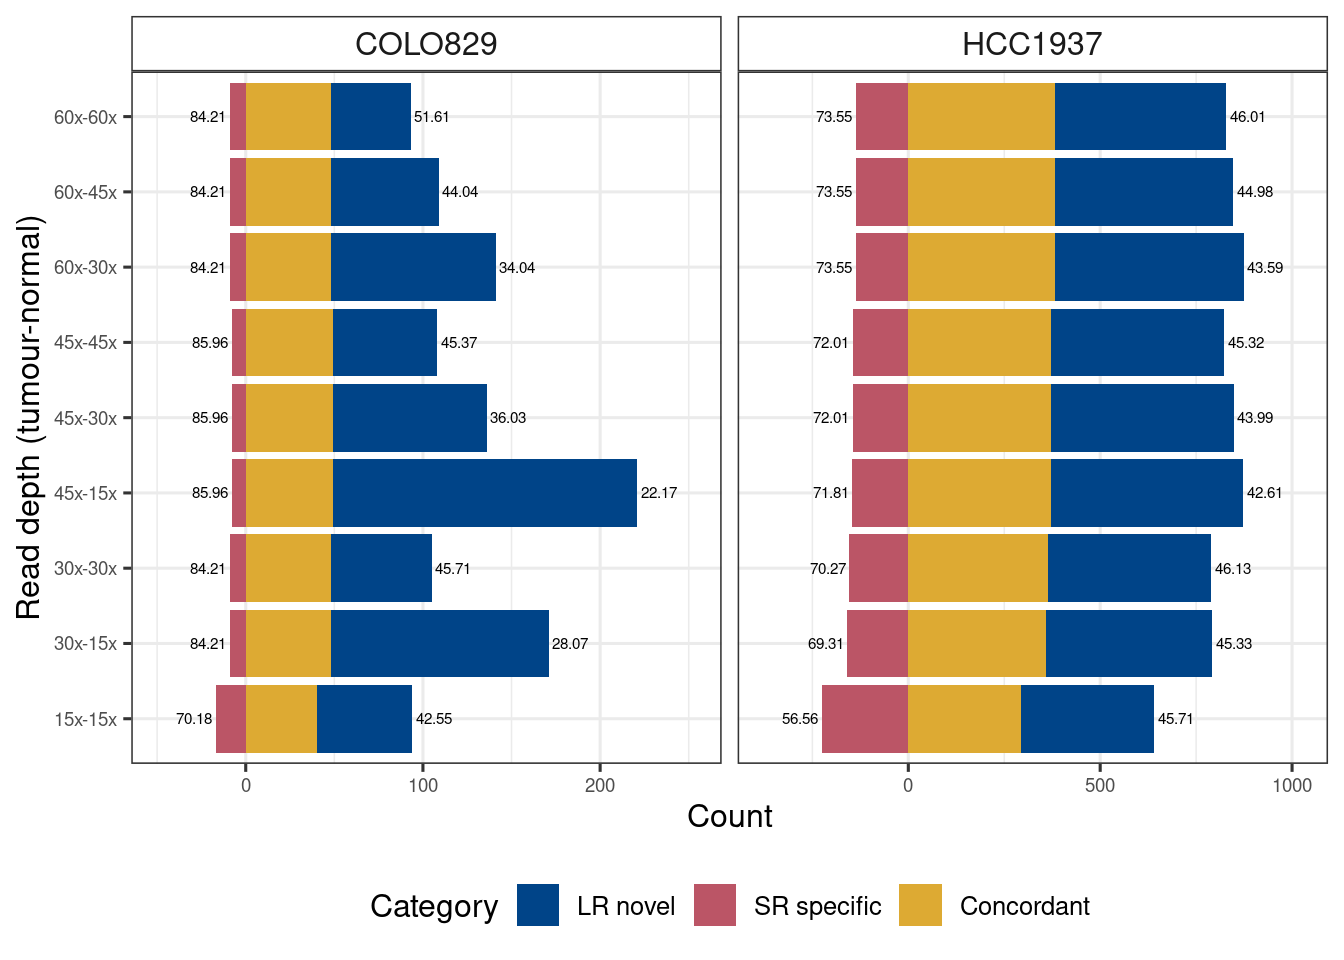 COLO829 HCC1937
60x-60x 84.21 51.61 73.55 46.01
60x-45x 84.21 44.04 73.55 44.98
60x-30x 84.21 34.04 73.55 43.59
45x-45x 85.96 45.37 72.01 45.32
45x-30x 85.96 36.03 72.01 43.99
45x-15x 85.96 22.17 71.81 42.61
30x-30x 84.21 45.71 70.27 46.13
30x-15x 84.21 28.07 69.31 45.33
15x-15x 70.18 42.55 56.56 45.71
Read depth (tumour-normal)
0 100 200 0 500 1000
Count
Category LR novel SR specific Concordant